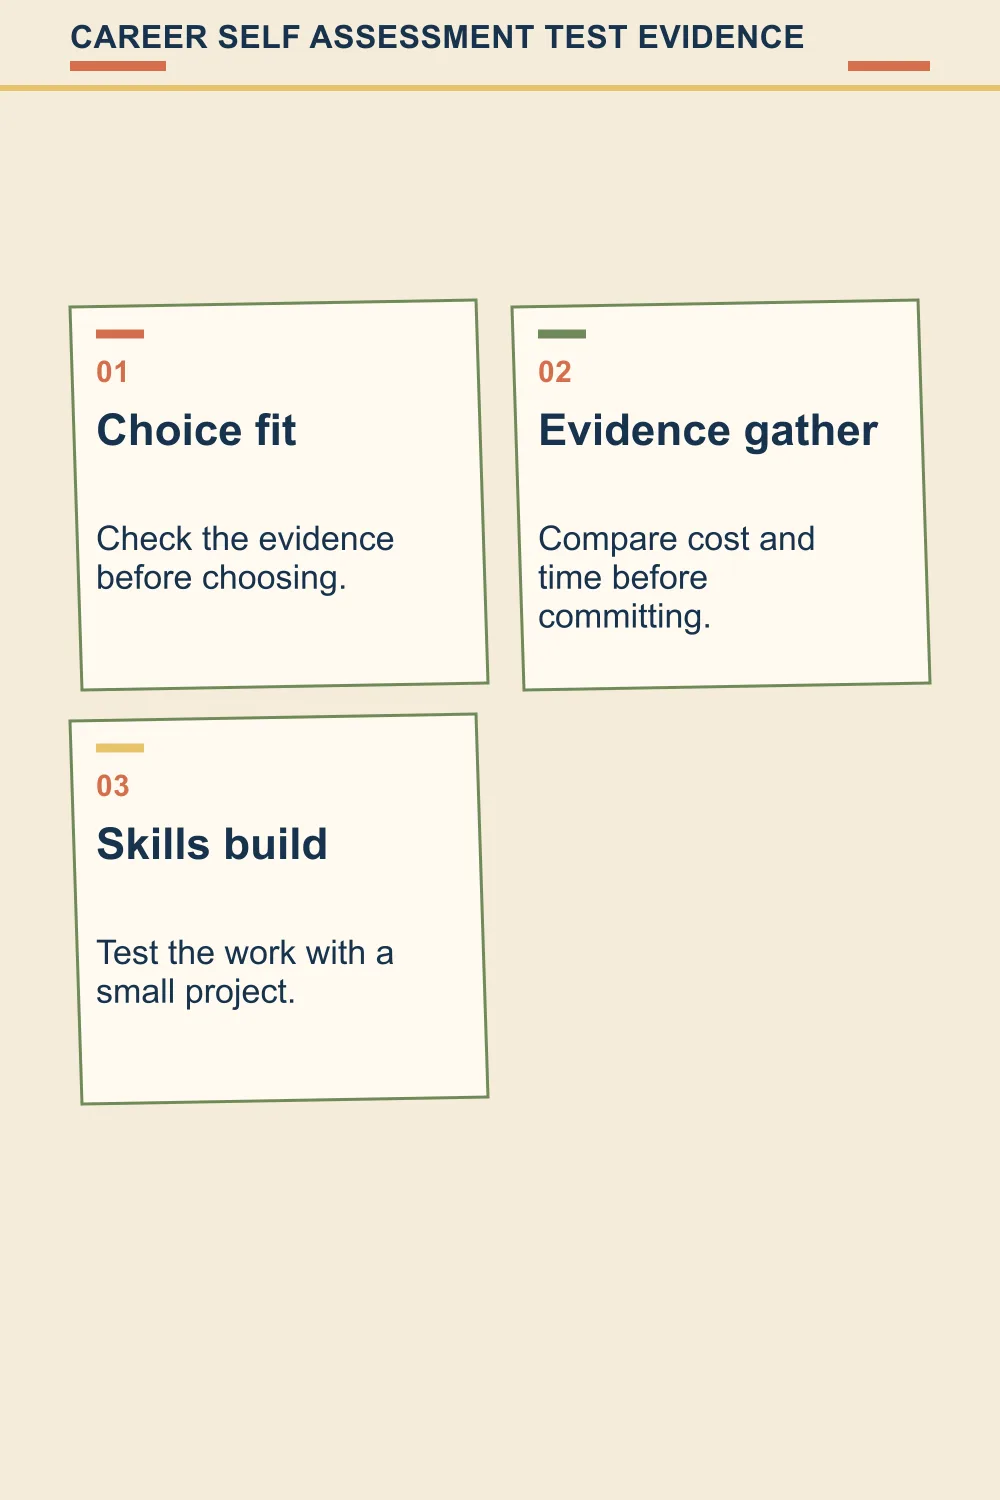 CAREER SELF ASSESSMENT TEST EVIDENCE
01
Choice fit
Check the evidence
before choosing.
02
Evidence gather
Compare cost and
time before
committing.
03
Skills build
Test the work with a
small project.